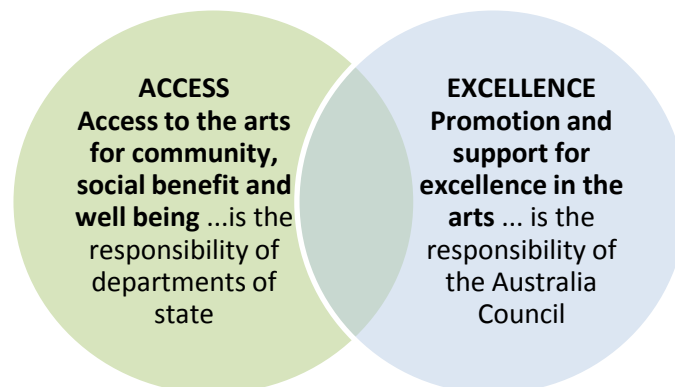 ACCESS
Access to the arts
for community,
social benefit and
well being ...is the
responsibility of
departments of
state
EXCELLENCE
Promotion and
support for
excellence in the
arts ... is the
responsibility of
the Australia
Council